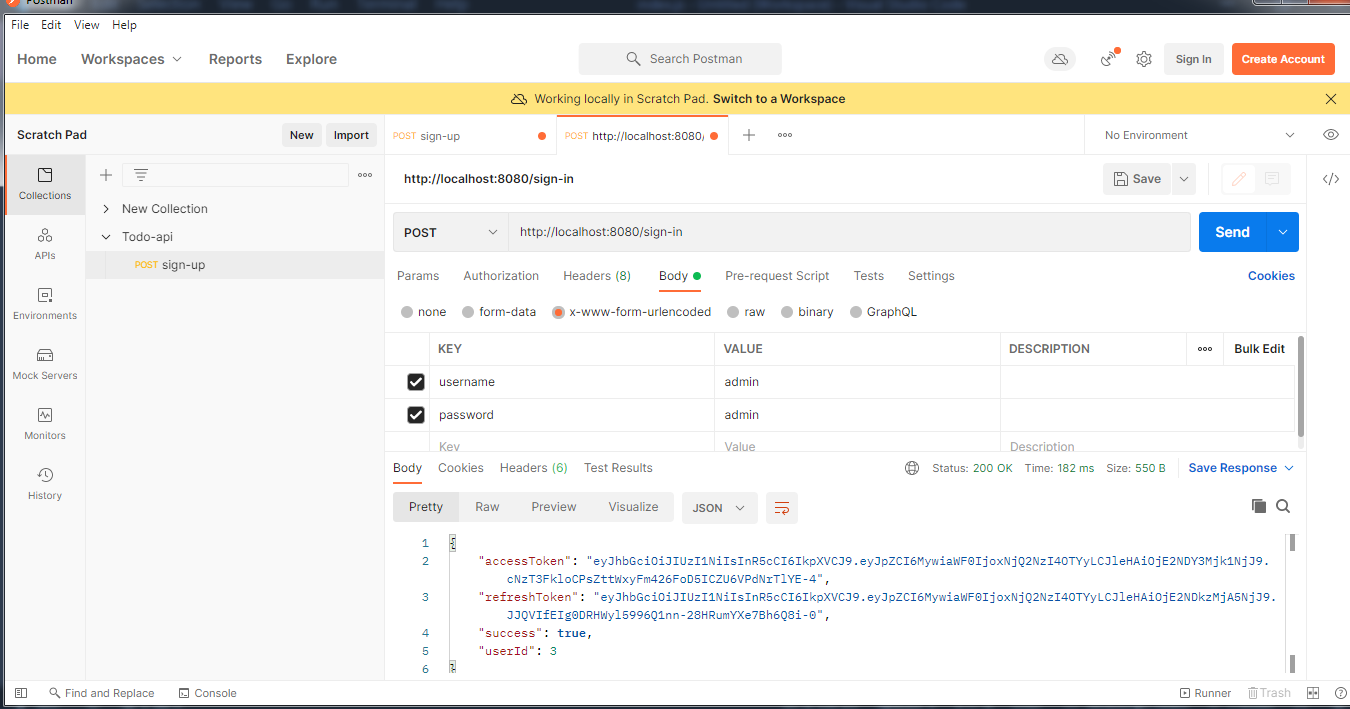 Postman
File Edit View Help
Home Workspaces Reports Explore Search Postman Sign In Create Account
Working locally in Scratch Pad. Switch to a Workspace
Scratch Pad New Import POST sign-up POST http://localhost:8080/ No Environment
Collections
http://localhost:8080/sign-in Save
New Collection
Todo-api
POST sign-up
APIs
Environments
Mock Servers
Monitors
History
POST http://localhost:8080/sign-in Send
Params Authorization Headers (8) Body Pre-request Script Tests Settings Cookies
none form-data x-www-form-urlencoded raw binary GraphQL
KEY VALUE DESCRIPTION Bulk Edit
username admin
password admin
Key Value Description
Body Cookies Headers (6) Test Results Status: 200 OK Time: 182 ms Size: 550 B Save Response
Pretty Raw Preview Visualize JSON
1 {
2 "accessToken": "eyJhbGciOiJIUzI1NiIsInR5cCI6IkpXVCJ9.eyJpZCI6MywiaWF0IjoxNjQ2NzI4OTYyLCJleHAiOjE2NDY3Mjk1NjJ9.
cNzT3FkloCPsZttWxyFm426FoD5ICZU6VPdNrTlYE-4",
3 "refreshToken": "eyJhbGciOiJIUzI1NiIsInR5cCI6IkpXVCJ9.eyJpZCI6MywiaWF0IjoxNjQ2NzI4OTYyLCJleHAiOjE2NDkzMjA5NjJ9.
JJQVIfEIg0DRHWyl5996Q1nn-28HRumYXe7Bh6Q8i-0",
4 "success": true,
5 "userId": 3
6 }
Find and Replace Console Runner Trash